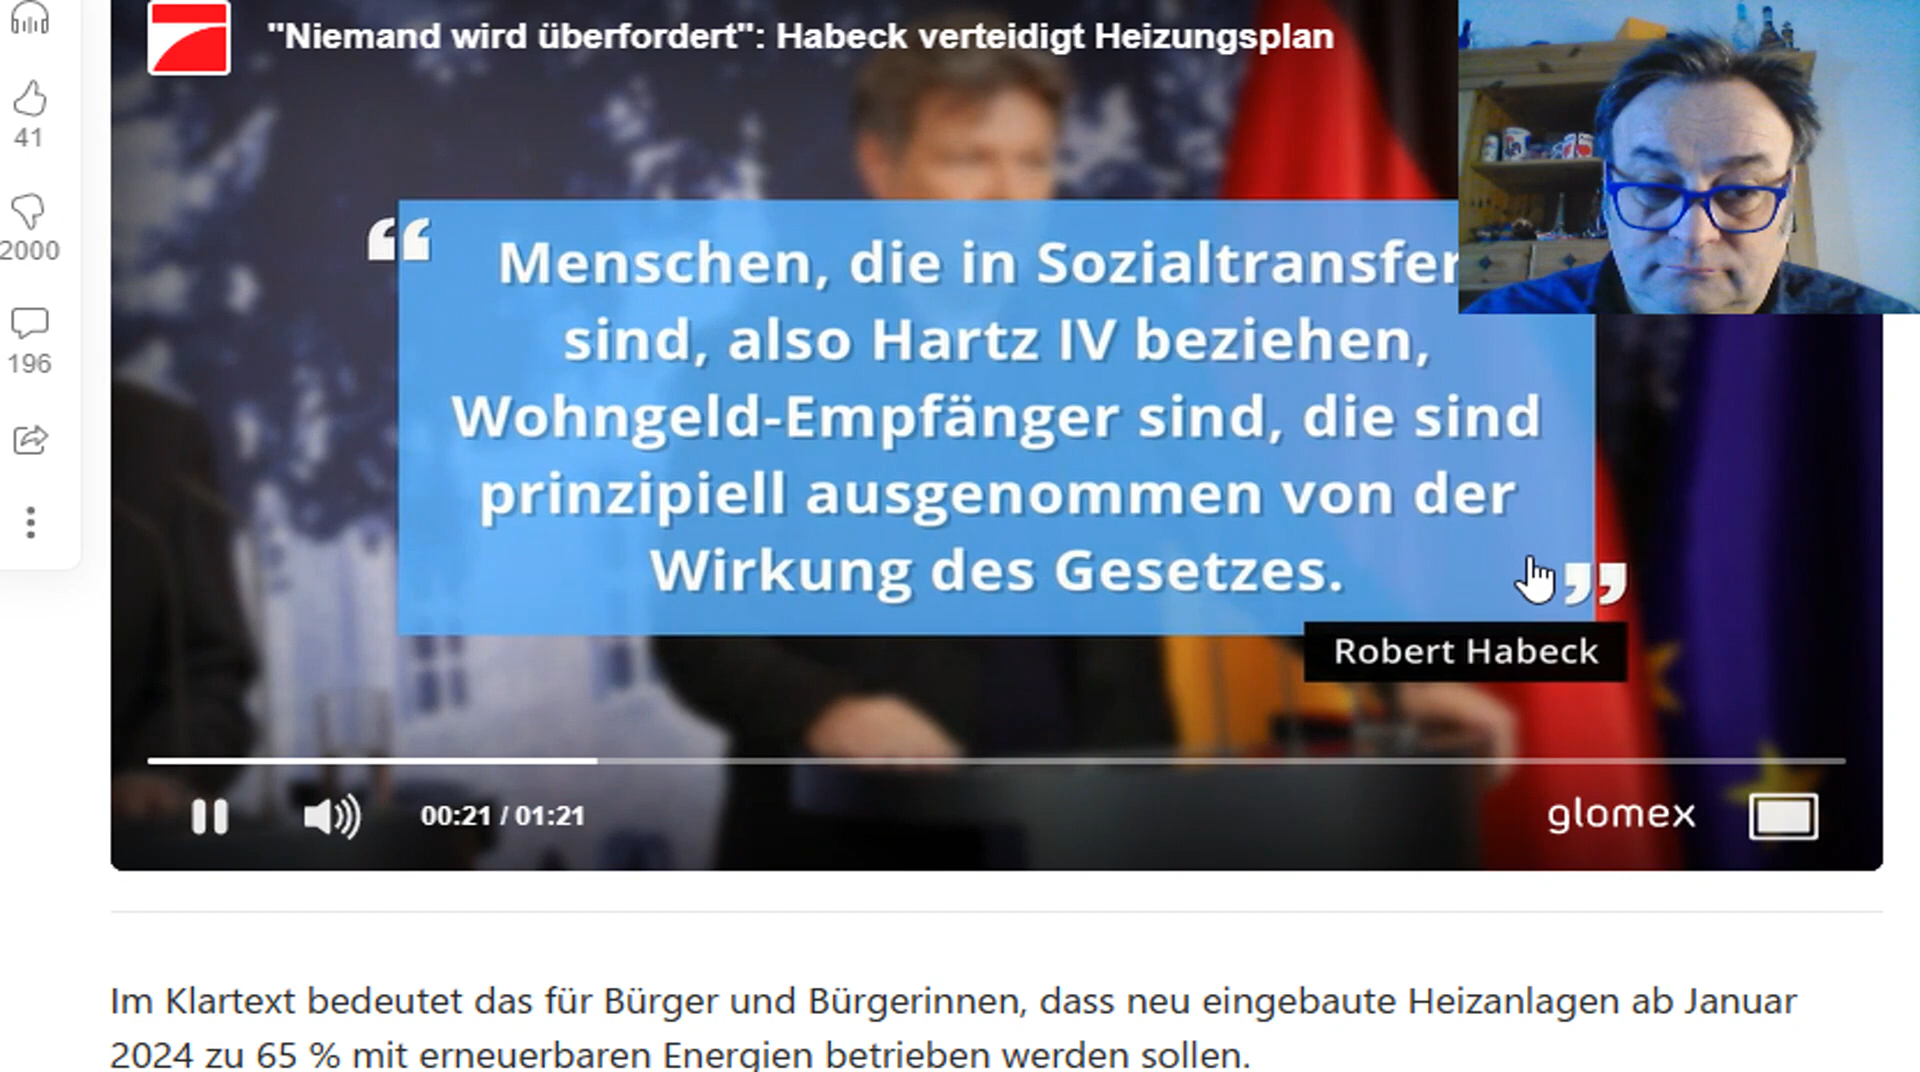 "Niemand wird überfordert": Habeck verteidigt Heizungsplan
41
2000
196
“ Menschen, die in Sozialtransfer
sind, also Hartz IV beziehen,
Wohngeld-Empfänger sind, die sind
prinzipiell ausgenommen von der
Wirkung des Gesetzes. ”
Robert Habeck
00:21 / 01:21
glomex
Im Klartext bedeutet das für Bürger und Bürgerinnen, dass neu eingebaute Heizanlagen ab Januar
2024 zu 65 % mit erneuerbaren Energien betrieben werden sollen.